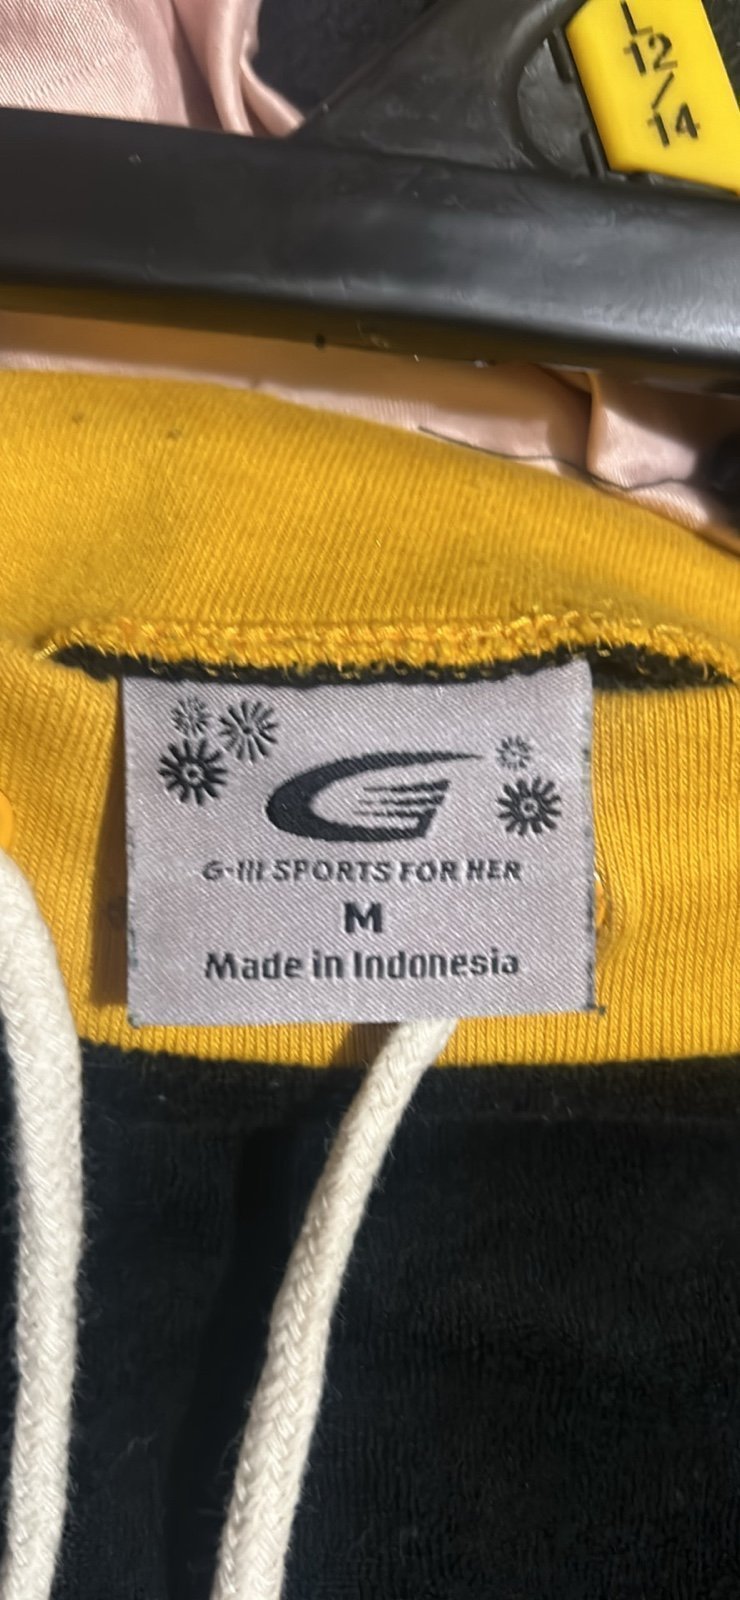 L
12
/
14
G-III SPORTS FOR HER
M
Made in Indonesia